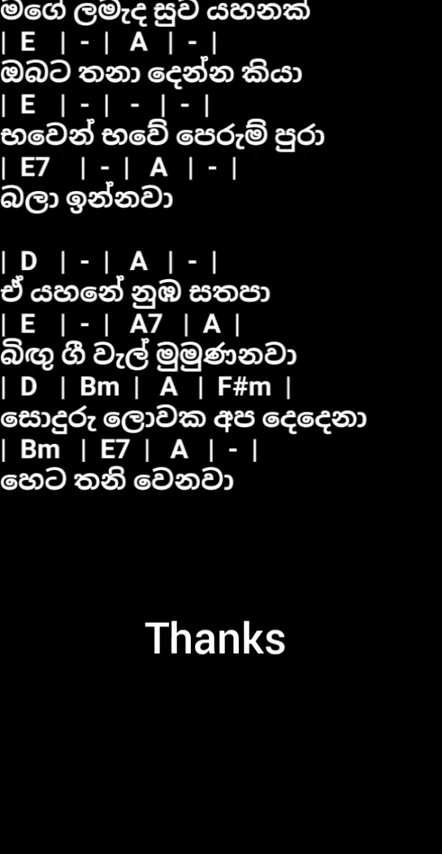 මගේ ලමැද සුව යහනක්
| E | - | A | - |
ඔබට තනා දෙන්න කියා
| E | - | - | - |
භවෙන් භවේ පෙරුම් පුරා
| E7 | - | A | - |
බලා ඉන්නවා
| D | - | A | - |
ඒ යහනේ නුඹ සතපා
| E | - | A7 | A |
බිඟු ගී වැල් මුමුණනවා
| D | Bm | A | F#m |
සොදුරු ලොවක අප දෙදෙනා
| Bm | E7 | A | - |
හෙට තනි වෙනවා
Thanks